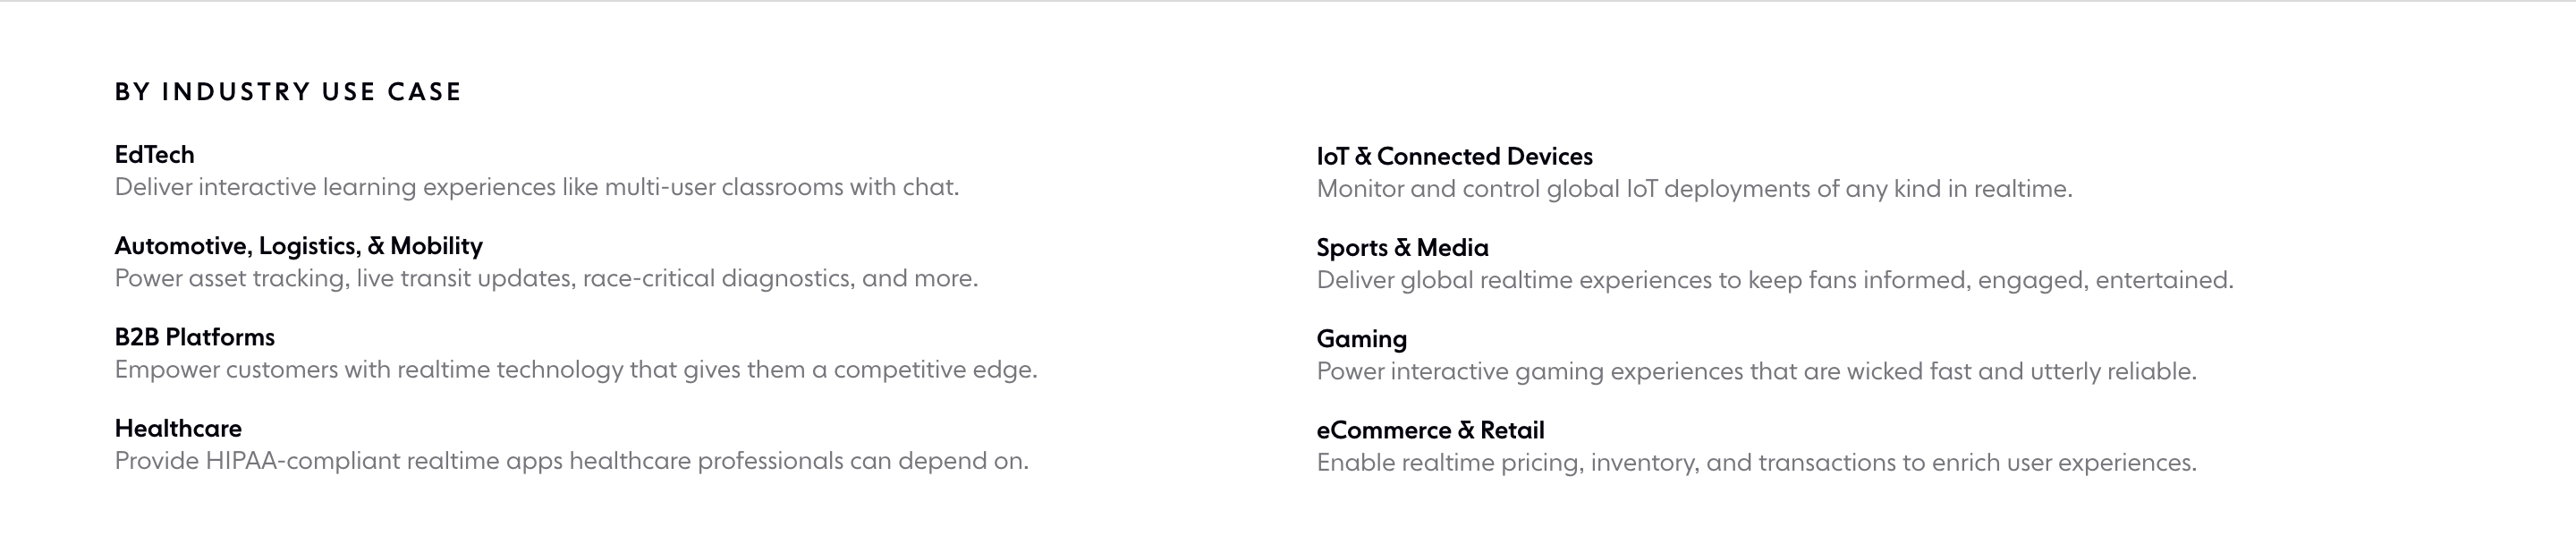 BY INDUSTRY USE CASE
EdTech
Deliver interactive learning experiences like multi-user classrooms with chat.
Automotive, Logistics, & Mobility
Power asset tracking, live transit updates, race-critical diagnostics, and more.
B2B Platforms
Empower customers with realtime technology that gives them a competitive edge.
Healthcare
Provide HIPAA-compliant realtime apps healthcare professionals can depend on.
IoT & Connected Devices
Monitor and control global IoT deployments of any kind in realtime.
Sports & Media
Deliver global realtime experiences to keep fans informed, engaged, entertained.
Gaming
Power interactive gaming experiences that are wicked fast and utterly reliable.
eCommerce & Retail
Enable realtime pricing, inventory, and transactions to enrich user experiences.